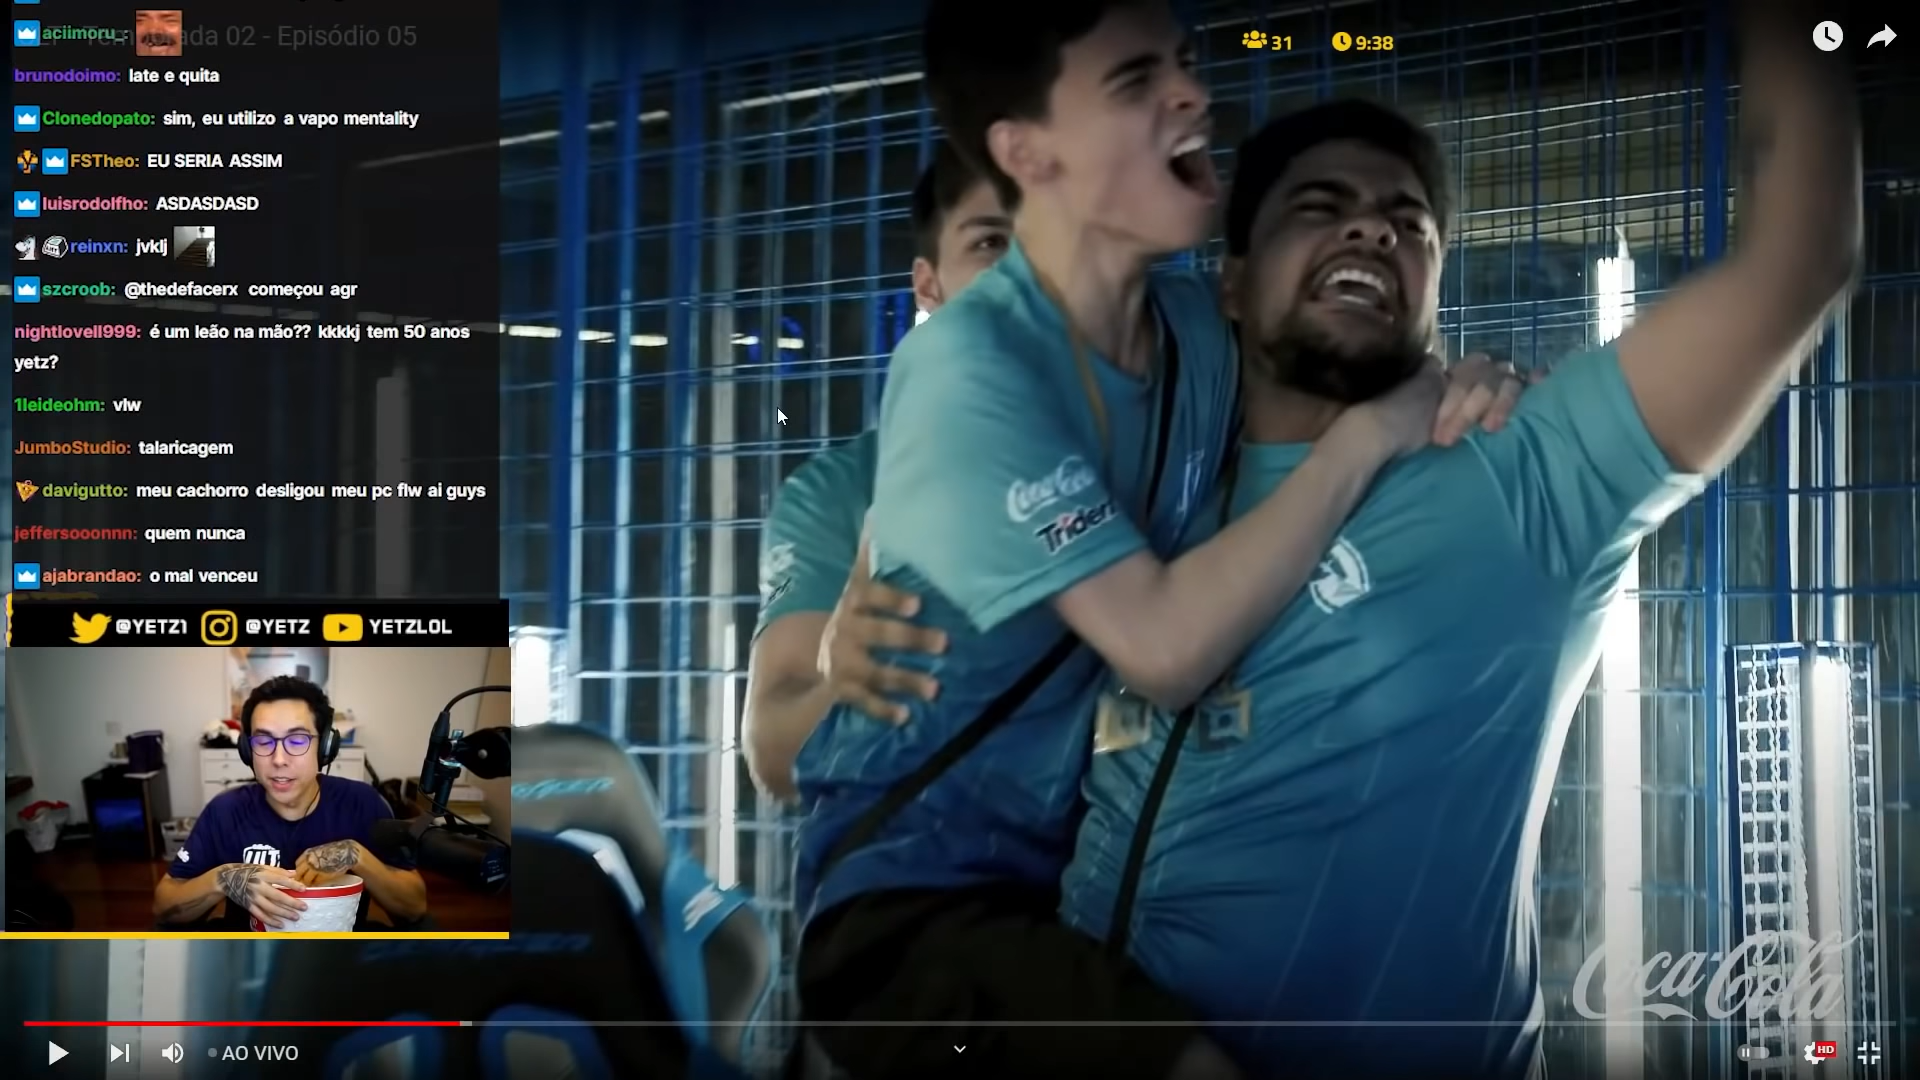 Temporada 02 - Episódio 05
aciimoru_:
brunodoimo: late e quita
Clonedopato: sim, eu utilizo a vapo mentality
FSTheo: EU SERIA ASSIM
luisrodolfho: ASDASDASD
reinxn: jvklj
szcroob: @thedefacerx começou agr
nightlovell999: é um leão na mão?? kkkkj tem 50 anos
yetz?
1leideohm: vlw
JumboStudio: talaricagem
davigutto: meu cachorro desligou meu pc flw ai guys
jeffersooonnn: quem nunca
ajabrandao: o mal venceu
@YETZ1 @YETZ YETZLOL
31 9:38
Coca-Cola
Trident
ULT
Coca-Cola
AO VIVO
HD